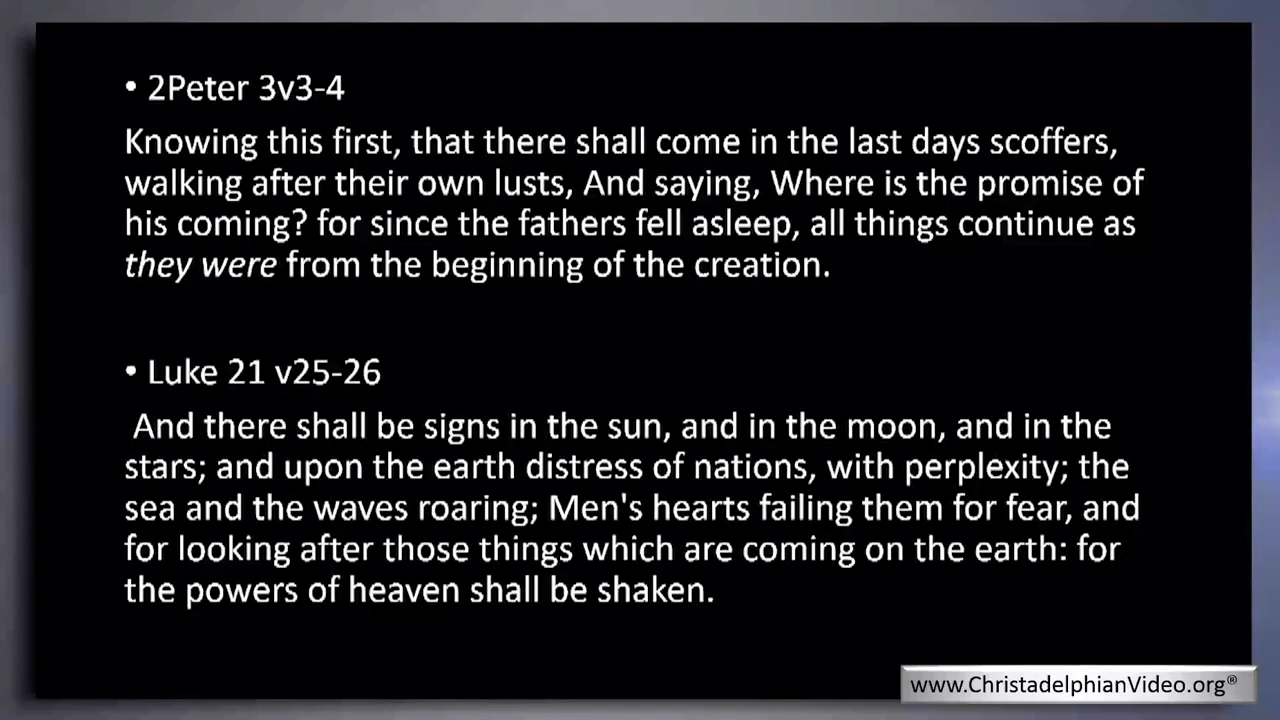 • 2Peter 3v3-4
Knowing this first, that there shall come in the last days scoffers,
walking after their own lusts, And saying, Where is the promise of
his coming? for since the fathers fell asleep, all things continue as
they were from the beginning of the creation.
• Luke 21 v25-26
And there shall be signs in the sun, and in the moon, and in the
stars; and upon the earth distress of nations, with perplexity; the
sea and the waves roaring; Men's hearts failing them for fear, and
for looking after those things which are coming on the earth: for
the powers of heaven shall be shaken.
www.ChristadelphianVideo.org®